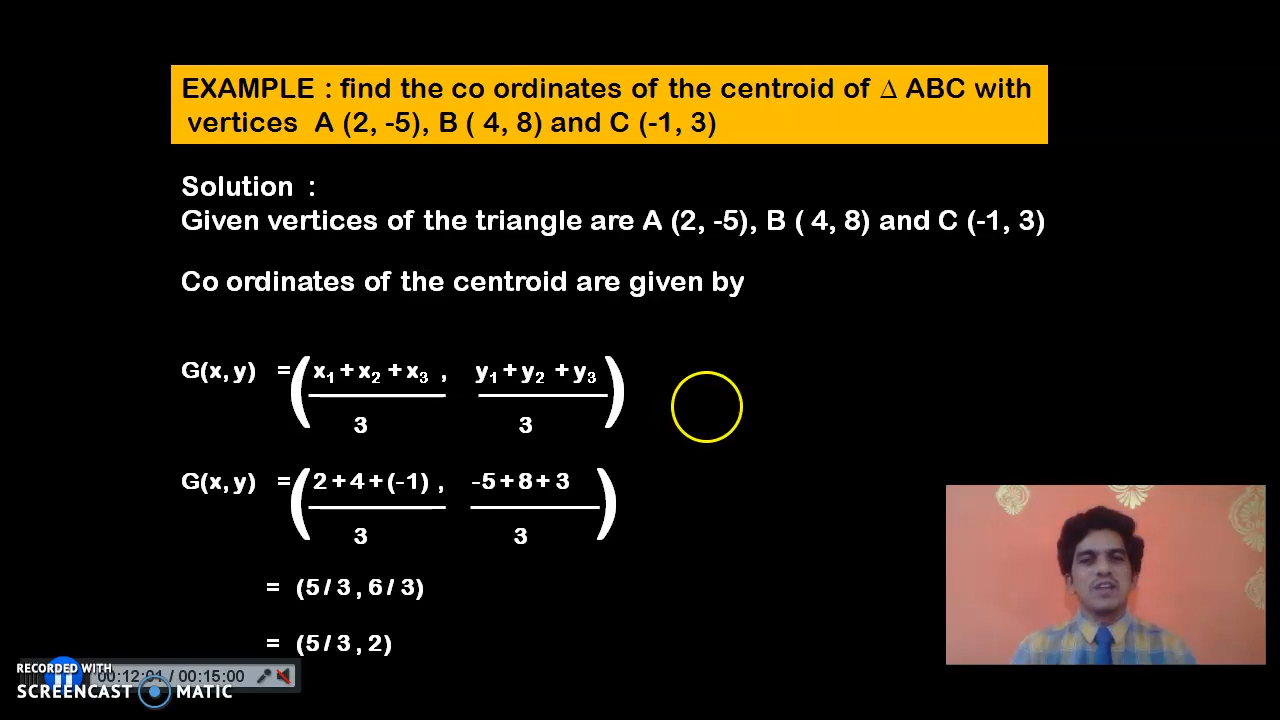 EXAMPLE : find the co ordinates of the centroid of ∆ ABC with
vertices A (2, -5), B ( 4, 8) and C (-1, 3)
Solution :
Given vertices of the triangle are A (2, -5), B ( 4, 8) and C (-1, 3)
Co ordinates of the centroid are given by
G(x, y) = ( x₁ + x₂ + x₃ , y₁ + y₂ + y₃ )
3 3
G(x, y) = ( 2 + 4 + (-1) , -5 + 8 + 3 )
3 3
= (5 / 3 , 6 / 3)
= (5 / 3 , 2)
RECORDED WITH
00:12:01 / 00:15:00
SCREENCAST MATIC